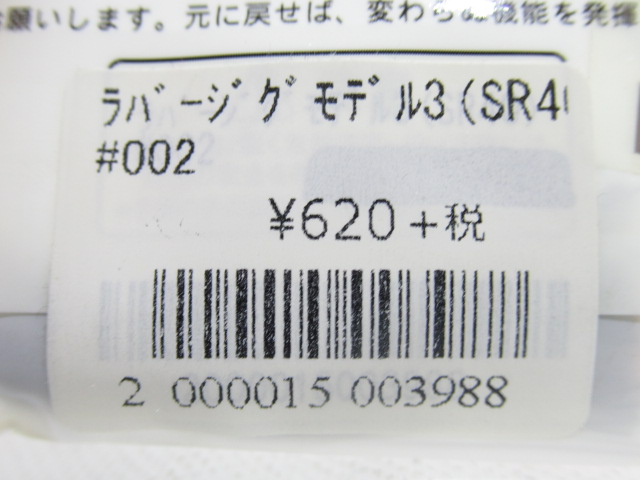 お願いします。元に戻せば、変わらぬ機能を発揮
ﾗﾊﾞｰｼﾞｸﾞ ﾓﾃﾞﾙ3(SR4
#002
¥620+税
2 000015 003988